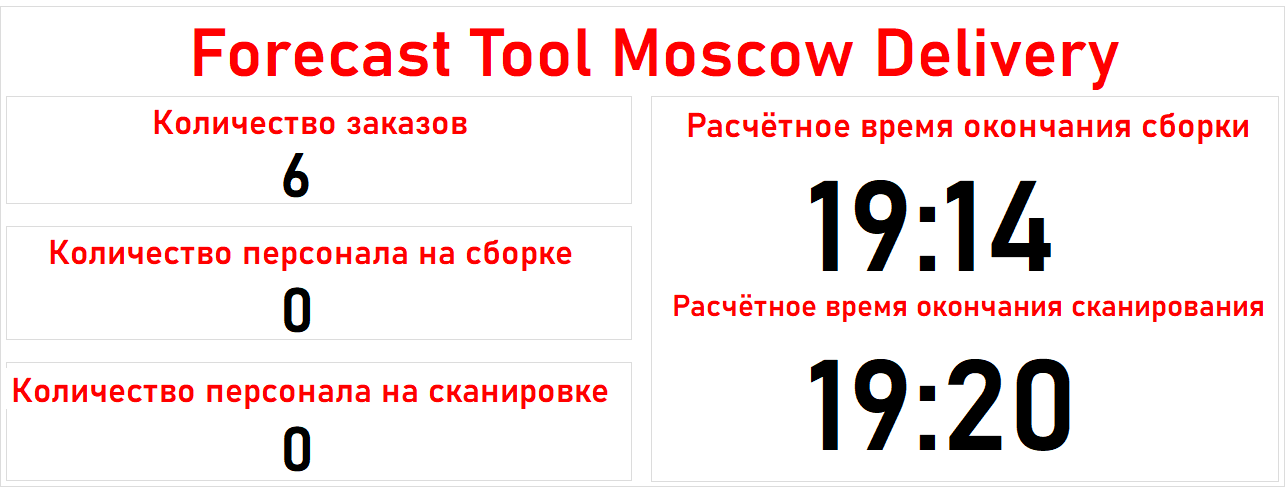 Forecast Tool Moscow Delivery
Количество заказов
6
Количество персонала на сборке
0
Количество персонала на сканировке
0
Расчётное время окончания сборки
19:14
Расчётное время окончания сканирования
19:20